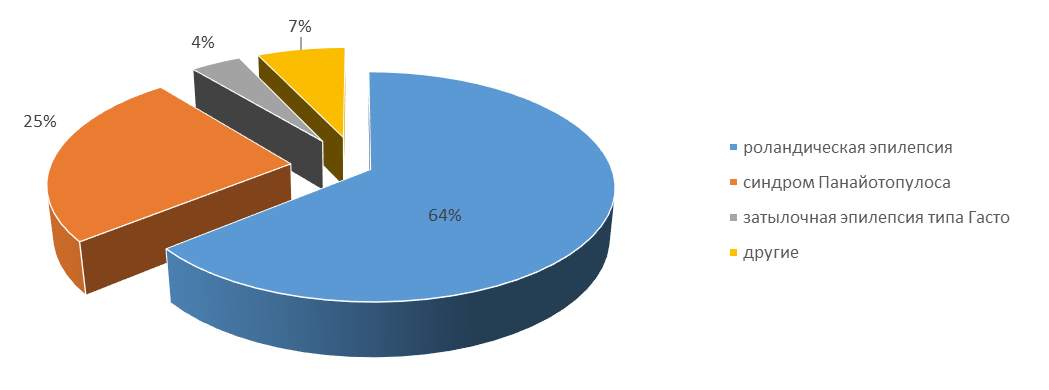 7%
4%
25%
64%
роландическая эпилепсия
синдром Панайотопулоса
затылочная эпилепсия типа Гасто
другие